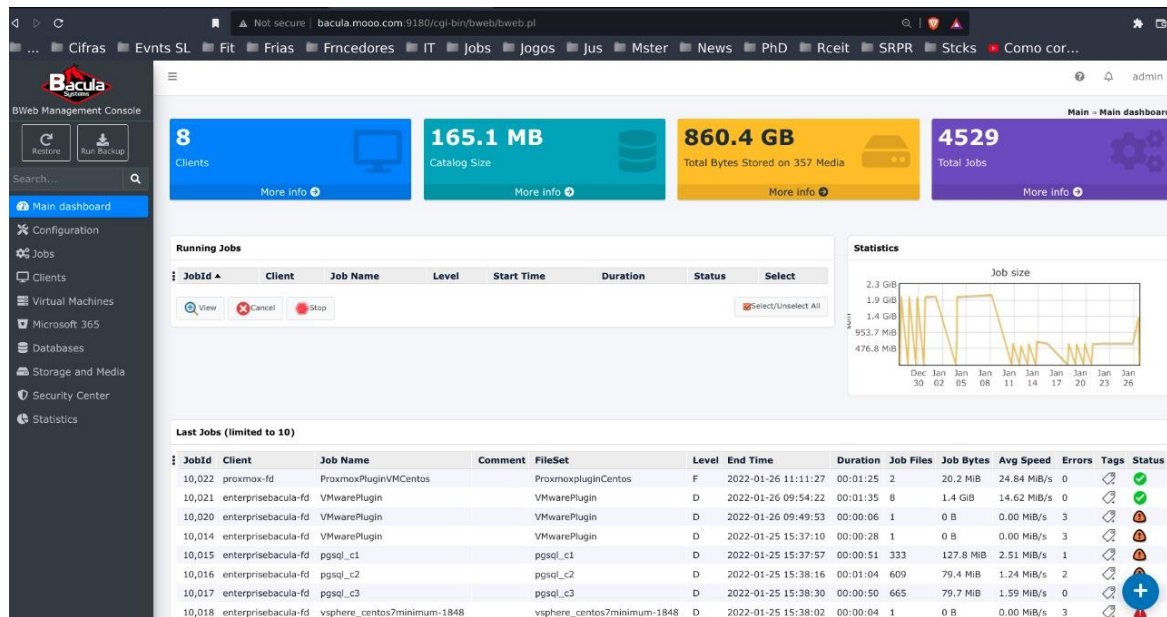 Not secure | bacula.mooo.com:9180/cgi-bin/bweb/bweb.pl
... Cifras Evnts SL Fit Frias Frncedores IT Jobs Jogos Jus Mster News PhD Rceit SRPR Stcks Como cor...
Bacula
Systems
BWeb Management Console
Restore Run Backup
Search...
Main dashboard
Configuration
Jobs
Clients
Virtual Machines
Microsoft 365
Databases
Storage and Media
Security Center
Statistics
admin
Main » Main dashboard
8
Clients
More info
165.1 MB
Catalog Size
More info
860.4 GB
Total Bytes Stored on 357 Media
More info
4529
Total Jobs
More info
Running Jobs
JobId Client Job Name Level Start Time Duration Status Select
View Cancel Stop Select/Unselect All
Statistics
Job size
2.3 GiB
1.9 GiB
1.4 GiB
953.7 MiB
476.8 MiB
Dec Jan Jan Jan Jan Jan Jan Jan Jan Jan
30 02 05 08 11 14 17 20 23 26
Last Jobs (limited to 10)
JobId Client Job Name Comment FileSet Level End Time Duration Job Files Job Bytes Avg Speed Errors Tags Status
10,022 proxmox-fd ProxmoxPluginVMCentos ProxmoxpluginCentos F 2022-01-26 11:11:27 00:01:25 2 20.2 MiB 24.84 MiB/s 0
10,021 enterprisebacula-fd VMwarePlugin VMwarePlugin D 2022-01-26 09:54:22 00:01:35 8 1.4 GiB 14.62 MiB/s 0
10,020 enterprisebacula-fd VMwarePlugin VMwarePlugin D 2022-01-26 09:49:53 00:00:06 1 0 B 0.00 MiB/s 3
10,014 enterprisebacula-fd VMwarePlugin VMwarePlugin D 2022-01-25 15:37:10 00:00:28 1 0 B 0.00 MiB/s 3
10,015 enterprisebacula-fd pgsql_c1 pgsql_c1 D 2022-01-25 15:37:57 00:00:51 333 127.8 MiB 2.51 MiB/s 1
10,016 enterprisebacula-fd pgsql_c2 pgsql_c2 D 2022-01-25 15:38:16 00:01:04 609 79.4 MiB 1.24 MiB/s 2
10,017 enterprisebacula-fd pgsql_c3 pgsql_c3 D 2022-01-25 15:38:30 00:00:50 665 79.7 MiB 1.59 MiB/s 0
10,018 enterprisebacula-fd vsphere_centos7minimum-1848 vsphere_centos7minimum-1848 D 2022-01-25 15:38:02 00:00:04 1 0 B 0.00 MiB/s 3